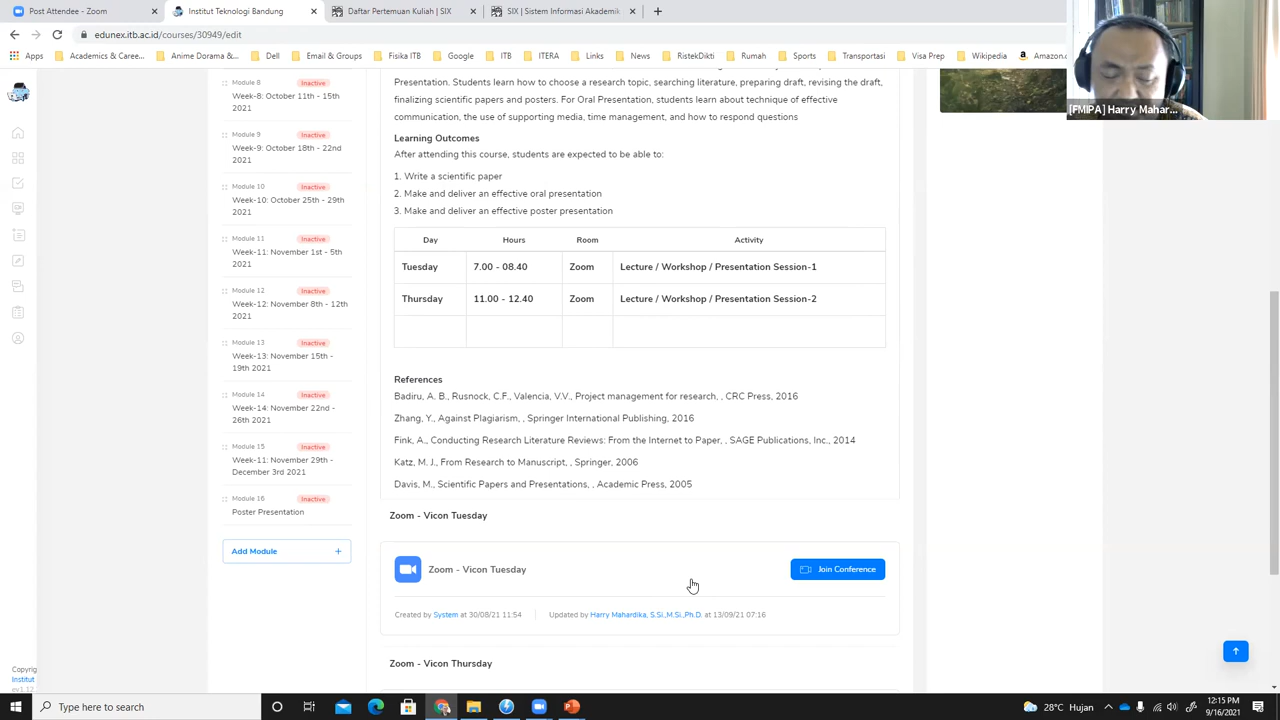 Post Attendee - Zoom
Institut Teknologi Bandung
Daftar Pertemuan Kuliah | SIX
SIX | Sistem Informasi Akademik
edunex.itb.ac.id/courses/30949/edit
Apps
Academics & Caree...
Anime Dorama &...
Dell
Email & Groups
Fisika ITB
Google
ITB
ITERA
Links
News
RistekDikti
Rumah
Sports
Transportasi
Visa Prep
Wikipedia
Amazon.c
[FMIPA] Harry Mahar...
Module 8
Inactive
Week-8: October 11th - 15th
2021
Module 9
Inactive
Week-9: October 18th - 22nd
2021
Module 10
Inactive
Week-10: October 25th - 29th
2021
Module 11
Inactive
Week-11: November 1st - 5th
2021
Module 12
Inactive
Week-12: November 8th - 12th
2021
Module 13
Inactive
Week-13: November 15th -
19th 2021
Module 14
Inactive
Week-14: November 22nd -
26th 2021
Module 15
Inactive
Week-11: November 29th -
December 3rd 2021
Module 16
Inactive
Poster Presentation
Add Module +
Presentation. Students learn how to choose a research topic, searching literature, preparing draft, revising the draft,
finalizing scientific papers and posters. For Oral Presentation, students learn about technique of effective
communication, the use of supporting media, time management, and how to respond questions
Learning Outcomes
After attending this course, students are expected to be able to:
1. Write a scientific paper
2. Make and deliver an effective oral presentation
3. Make and deliver an effective poster presentation
Day Hours Room Activity
Tuesday 7.00 - 08.40 Zoom Lecture / Workshop / Presentation Session-1
Thursday 11.00 - 12.40 Zoom Lecture / Workshop / Presentation Session-2
References
Badiru, A. B., Rusnock, C.F., Valencia, V.V., Project management for research, , CRC Press, 2016
Zhang, Y., Against Plagiarism, , Springer International Publishing, 2016
Fink, A., Conducting Research Literature Reviews: From the Internet to Paper, , SAGE Publications, Inc., 2014
Katz, M. J., From Research to Manuscript, , Springer, 2006
Davis, M., Scientific Papers and Presentations, , Academic Press, 2005
Zoom - Vicon Tuesday
Zoom - Vicon Tuesday
Join Conference
Created by System at 30/08/21 11:54
Updated by Harry Mahardika, S.Si.,M.Si.,Ph.D. at 13/09/21 07:16
Zoom - Vicon Thursday
Copyrig
Institut
Type here to search
28°C Hujan
12:15 PM
9/16/2021